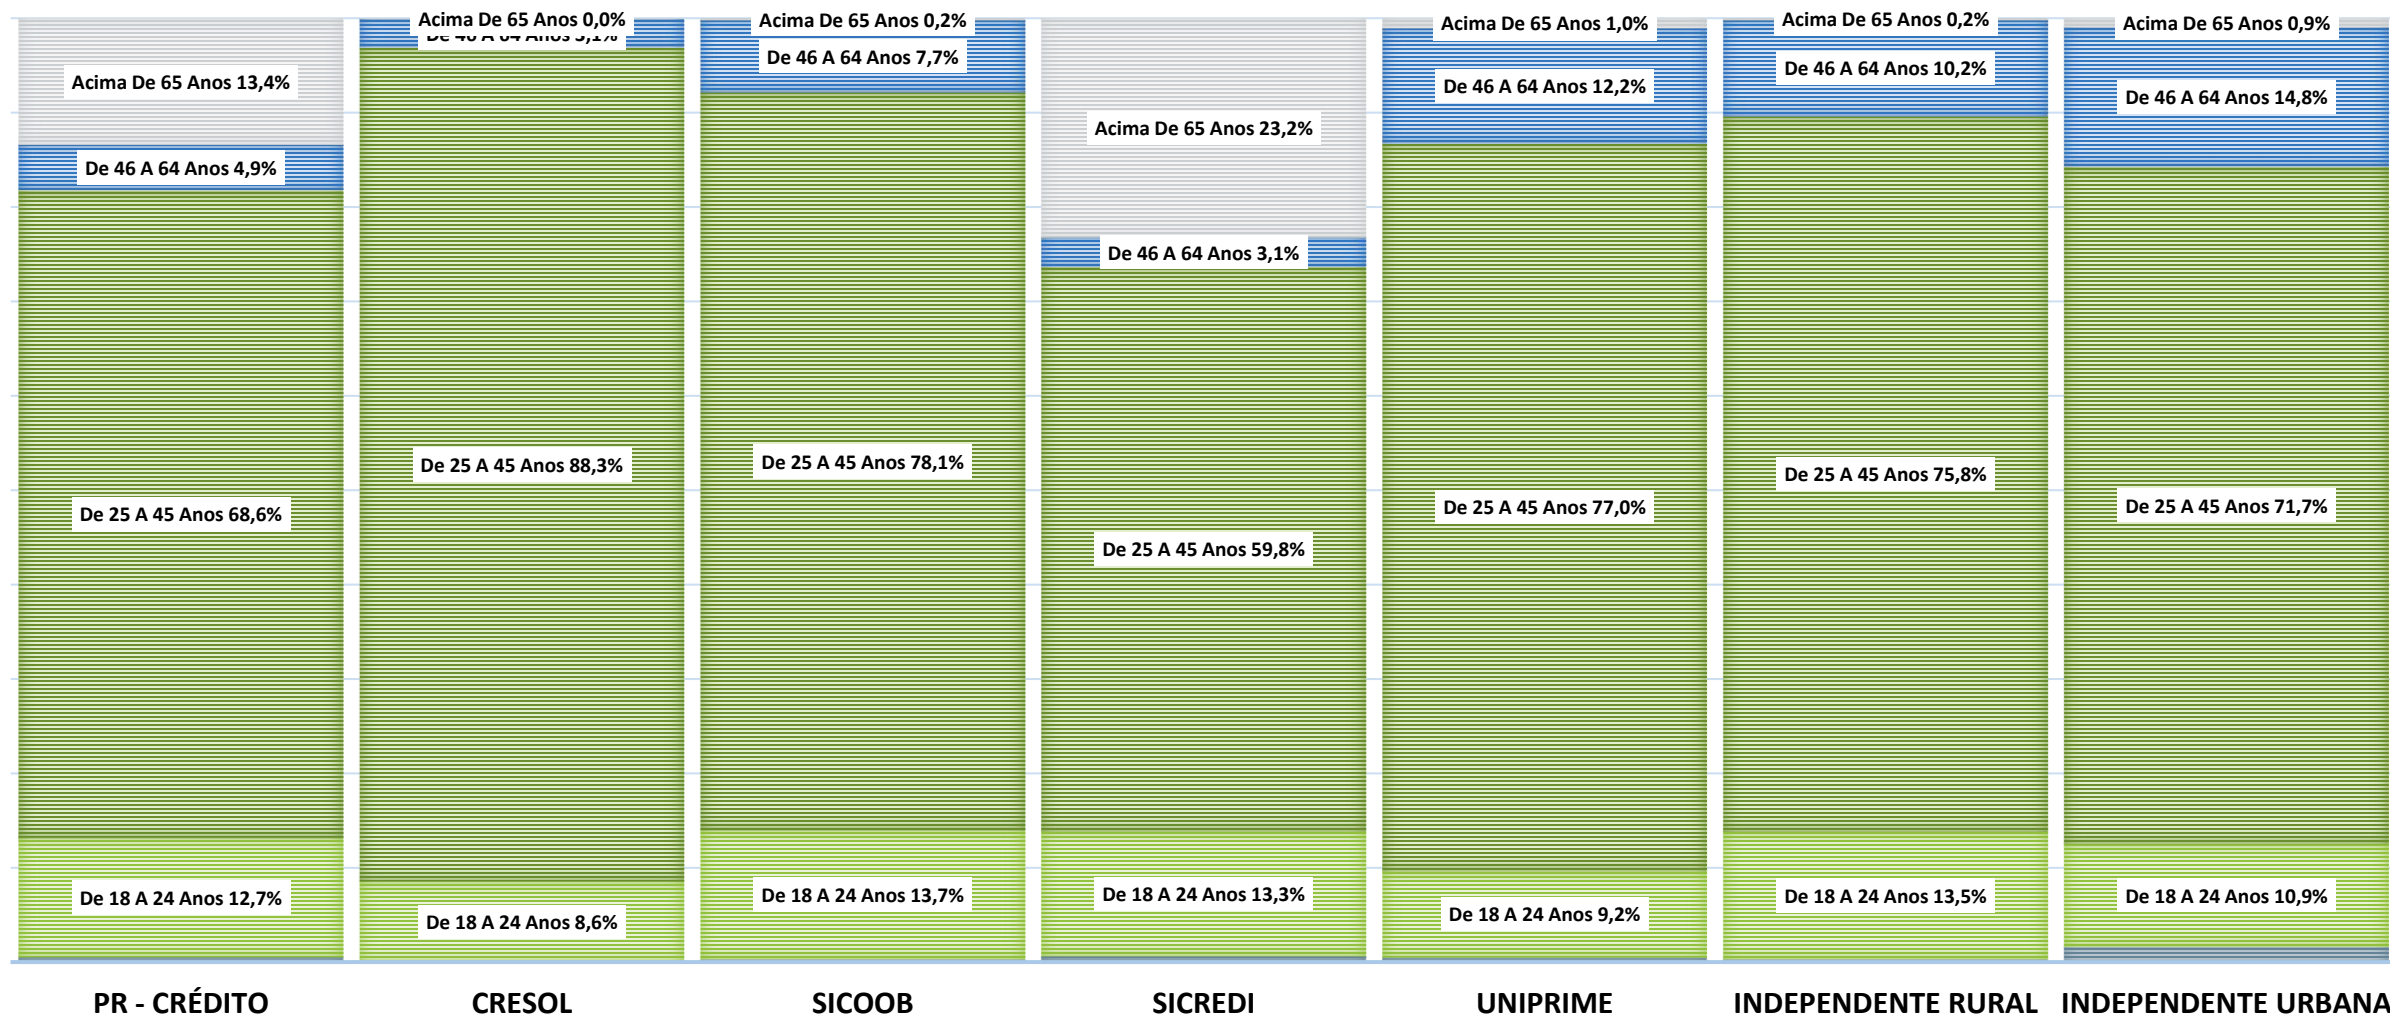 Acima De 65 Anos 13,4%
De 46 A 64 Anos 4,9%
De 25 A 45 Anos 68,6%
De 18 A 24 Anos 12,7%
PR - CRÉDITO
Acima De 65 Anos 0,0%
De 46 A 64 Anos 3,1%
De 25 A 45 Anos 88,3%
De 18 A 24 Anos 8,6%
CRESOL
Acima De 65 Anos 0,2%
De 46 A 64 Anos 7,7%
De 25 A 45 Anos 78,1%
De 18 A 24 Anos 13,7%
SICOOB
Acima De 65 Anos 23,2%
De 46 A 64 Anos 3,1%
De 25 A 45 Anos 59,8%
De 18 A 24 Anos 13,3%
SICREDI
Acima De 65 Anos 1,0%
De 46 A 64 Anos 12,2%
De 25 A 45 Anos 77,0%
De 18 A 24 Anos 9,2%
UNIPRIME
Acima De 65 Anos 0,2%
De 46 A 64 Anos 10,2%
De 25 A 45 Anos 75,8%
De 18 A 24 Anos 13,5%
INDEPENDENTE RURAL
Acima De 65 Anos 0,9%
De 46 A 64 Anos 14,8%
De 25 A 45 Anos 71,7%
De 18 A 24 Anos 10,9%
INDEPENDENTE URBANA